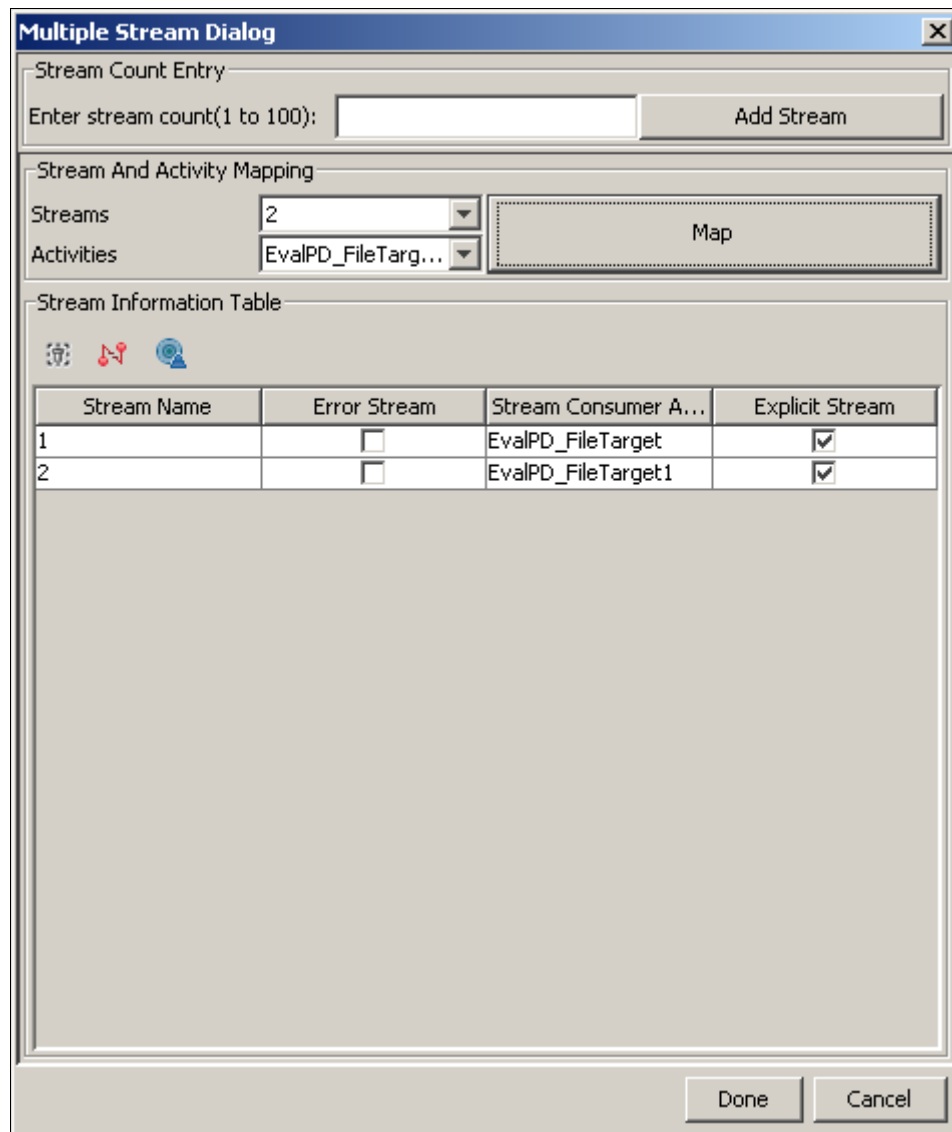 Multiple Stream Dialog
Stream Count Entry
Enter stream count(1 to 100): Add Stream
Stream And Activity Mapping
Streams 2
Map
Activities EvalPD_FileTarg...
Stream Information Table
Stream Name Error Stream Stream Consumer A... Explicit Stream
1 EvalPD_FileTarget
2 EvalPD_FileTarget1
Done Cancel